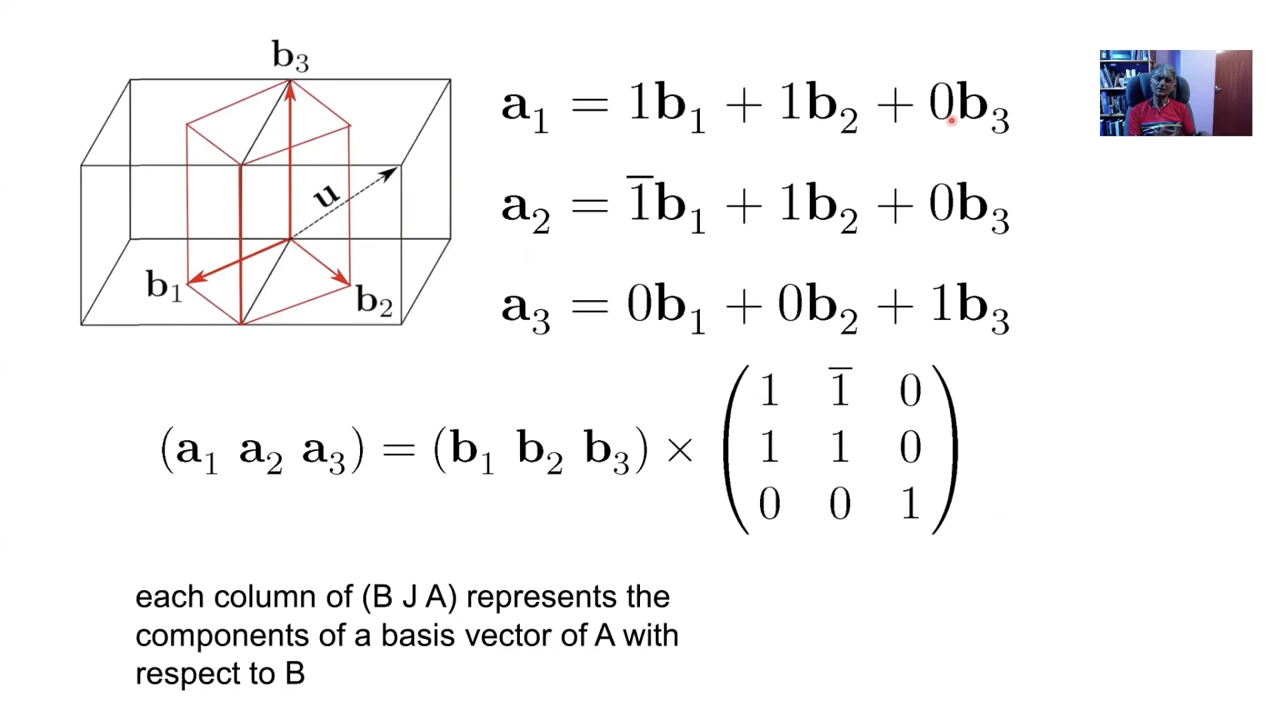 b₃
u
b₁
b₂
a₁ = 1b₁ + 1b₂ + 0b₃
a₂ = 1̅b₁ + 1b₂ + 0b₃
a₃ = 0b₁ + 0b₂ + 1b₃
(a₁ a₂ a₃) = (b₁ b₂ b₃) ×
1 1̅ 0
1 1 0
0 0 1
each column of (B J A) represents the
components of a basis vector of A with
respect to B